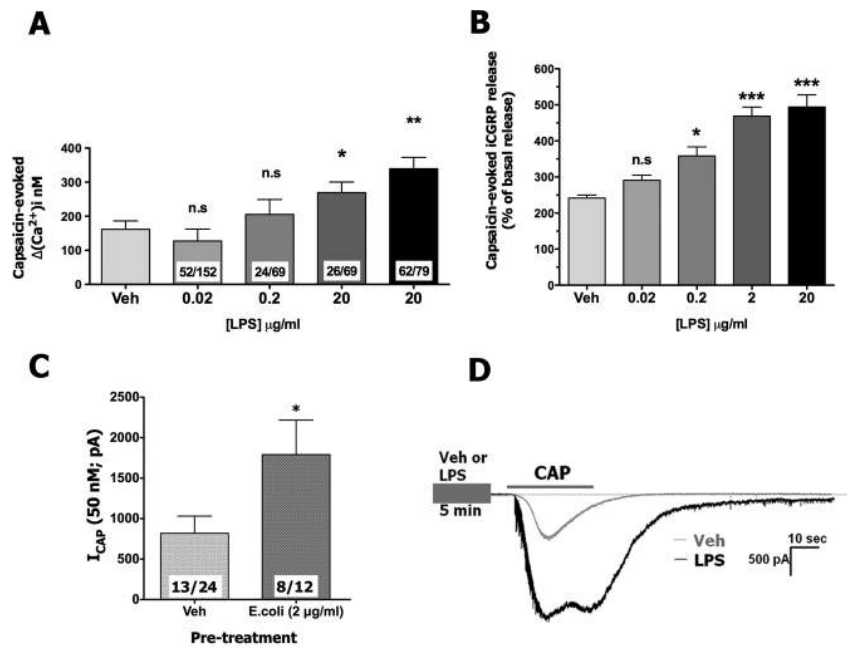 A
Capsaicin-evoked
Δ(Ca²⁺)i nM
400
300
200
100
0
n.s
n.s
*
**
52/152
24/69
26/69
62/79
Veh
0.02
0.2
20
20
[LPS] µg/ml
B
Capsaicin-evoked iCGRP release
(% of basal release)
600
500
400
300
200
100
0
n.s
*
***
***
Veh
0.02
0.2
2
20
[LPS] µg/ml
C
I_CAP (50 nM; pA)
2500
2000
1500
1000
500
0
*
13/24
8/12
Veh
E.coli (2 µg/ml)
Pre-treatment
D
Veh or
LPS
5 min
CAP
Veh
LPS
10 sec
500 pA